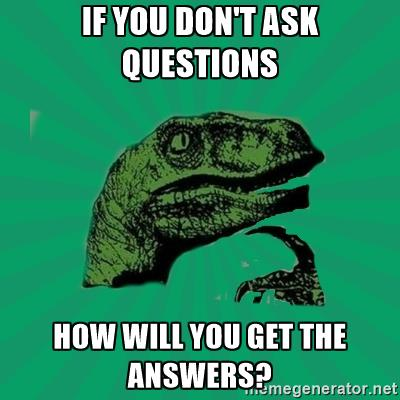 IF YOU DON'T ASK
QUESTIONS
HOW WILL YOU GET THE
ANSWERS?
memegenerator.net